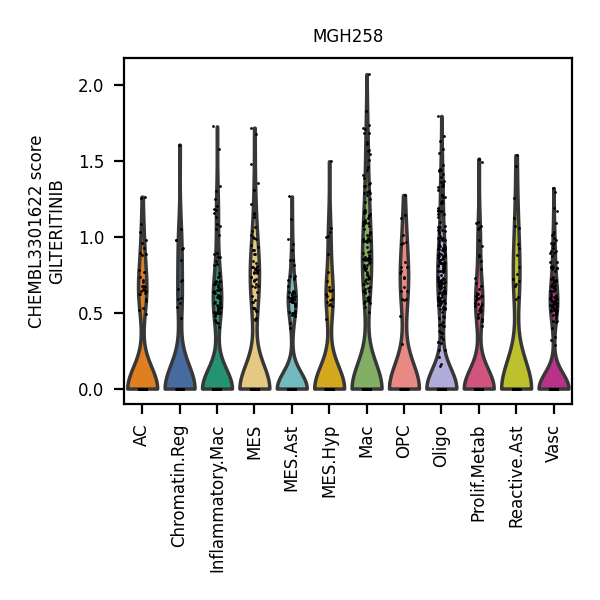 MGH258
CHEMBL3301622 score
GILTERITINIB
2.0
1.5
1.0
0.5
0.0
AC
Chromatin.Reg
Inflammatory.Mac
MES
MES.Ast
MES.Hyp
Mac
OPC
Oligo
Prolif.Metab
Reactive.Ast
Vasc